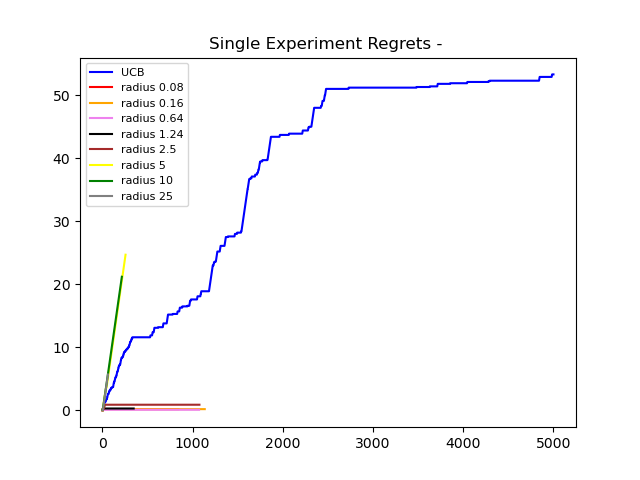 Single Experiment Regrets -
UCB
radius 0.08
radius 0.16
radius 0.64
radius 1.24
radius 2.5
radius 5
radius 10
radius 25
50
40
30
20
10
0
0 1000 2000 3000 4000 5000